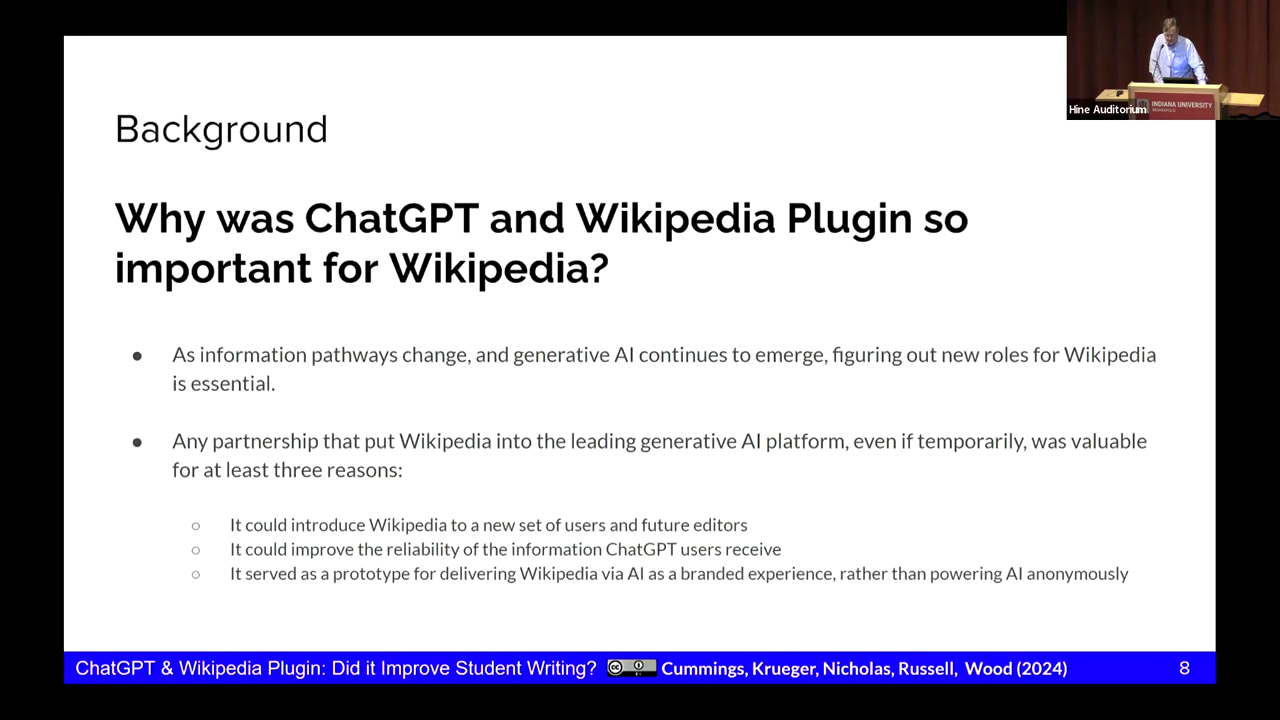 Background
Why was ChatGPT and Wikipedia Plugin so
important for Wikipedia?
● As information pathways change, and generative AI continues to emerge, figuring out new roles for Wikipedia
is essential.
● Any partnership that put Wikipedia into the leading generative AI platform, even if temporarily, was valuable
for at least three reasons:
○ It could introduce Wikipedia to a new set of users and future editors
○ It could improve the reliability of the information ChatGPT users receive
○ It served as a prototype for delivering Wikipedia via AI as a branded experience, rather than powering AI anonymously
ChatGPT & Wikipedia Plugin: Did it Improve Student Writing? cc BY Cummings, Krueger, Nicholas, Russell, Wood (2024) 8
Hine Auditorium
INDIANA UNIVERSITY
INDIANAPOLIS